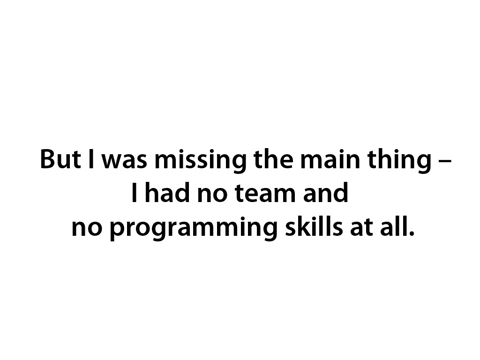 But I was missing the main thing –
I had no team and
no programming skills at all.